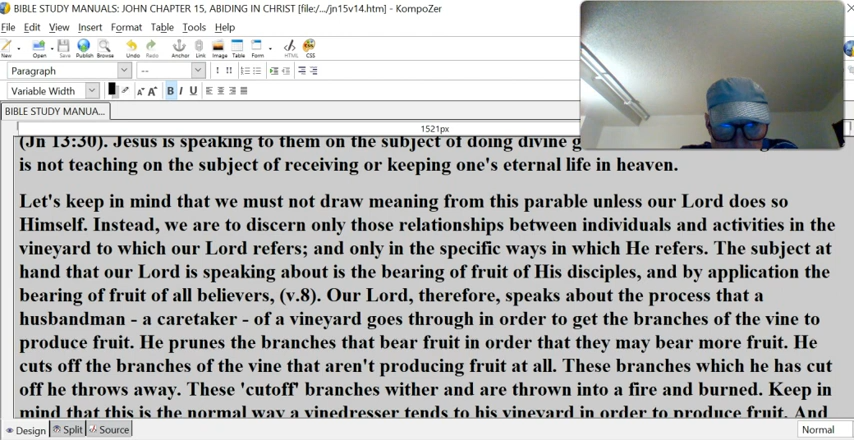 BIBLE STUDY MANUALS: JOHN CHAPTER 15, ABIDING IN CHRIST [file:/.../jn15v14.htm] - KompoZer
File Edit View Insert Format Table Tools Help
New Open Save Publish Browse Undo Redo Anchor Link Image Table Form HTML CSS
Paragraph --
Variable Width B I U
BIBLE STUDY MANUA...
1521px
(Jn 13:30). Jesus is speaking to them on the subject of doing divine g
is not teaching on the subject of receiving or keeping one's eternal life in heaven.
Let's keep in mind that we must not draw meaning from this parable unless our Lord does so
Himself. Instead, we are to discern only those relationships between individuals and activities in the
vineyard to which our Lord refers; and only in the specific ways in which He refers. The subject at
hand that our Lord is speaking about is the bearing of fruit of His disciples, and by application the
bearing of fruit of all believers, (v.8). Our Lord, therefore, speaks about the process that a
husbandman - a caretaker - of a vineyard goes through in order to get the branches of the vine to
produce fruit. He prunes the branches that bear fruit in order that they may bear more fruit. He
cuts off the branches of the vine that aren't producing fruit at all. These branches which he has cut
off he throws away. These 'cutoff' branches wither and are thrown into a fire and burned. Keep in
mind that this is the normal way a vinedresser tends to his vineyard in order to produce fruit. And
Design Split Source Normal